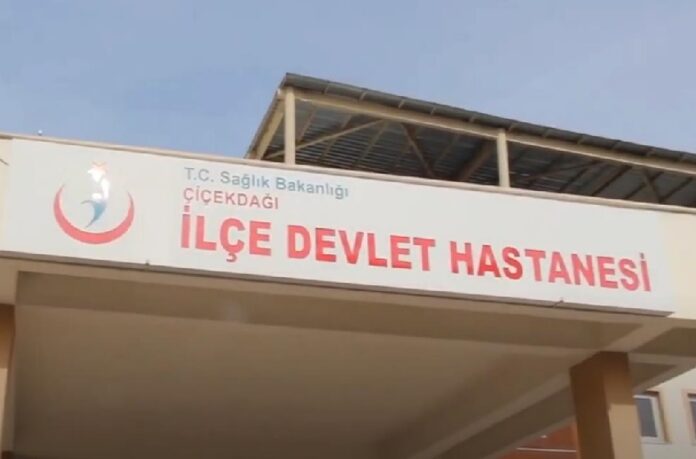 T.C. Sağlık Bakanlığı
ÇİÇEKDAĞI
İLÇE DEVLET HASTANESİ